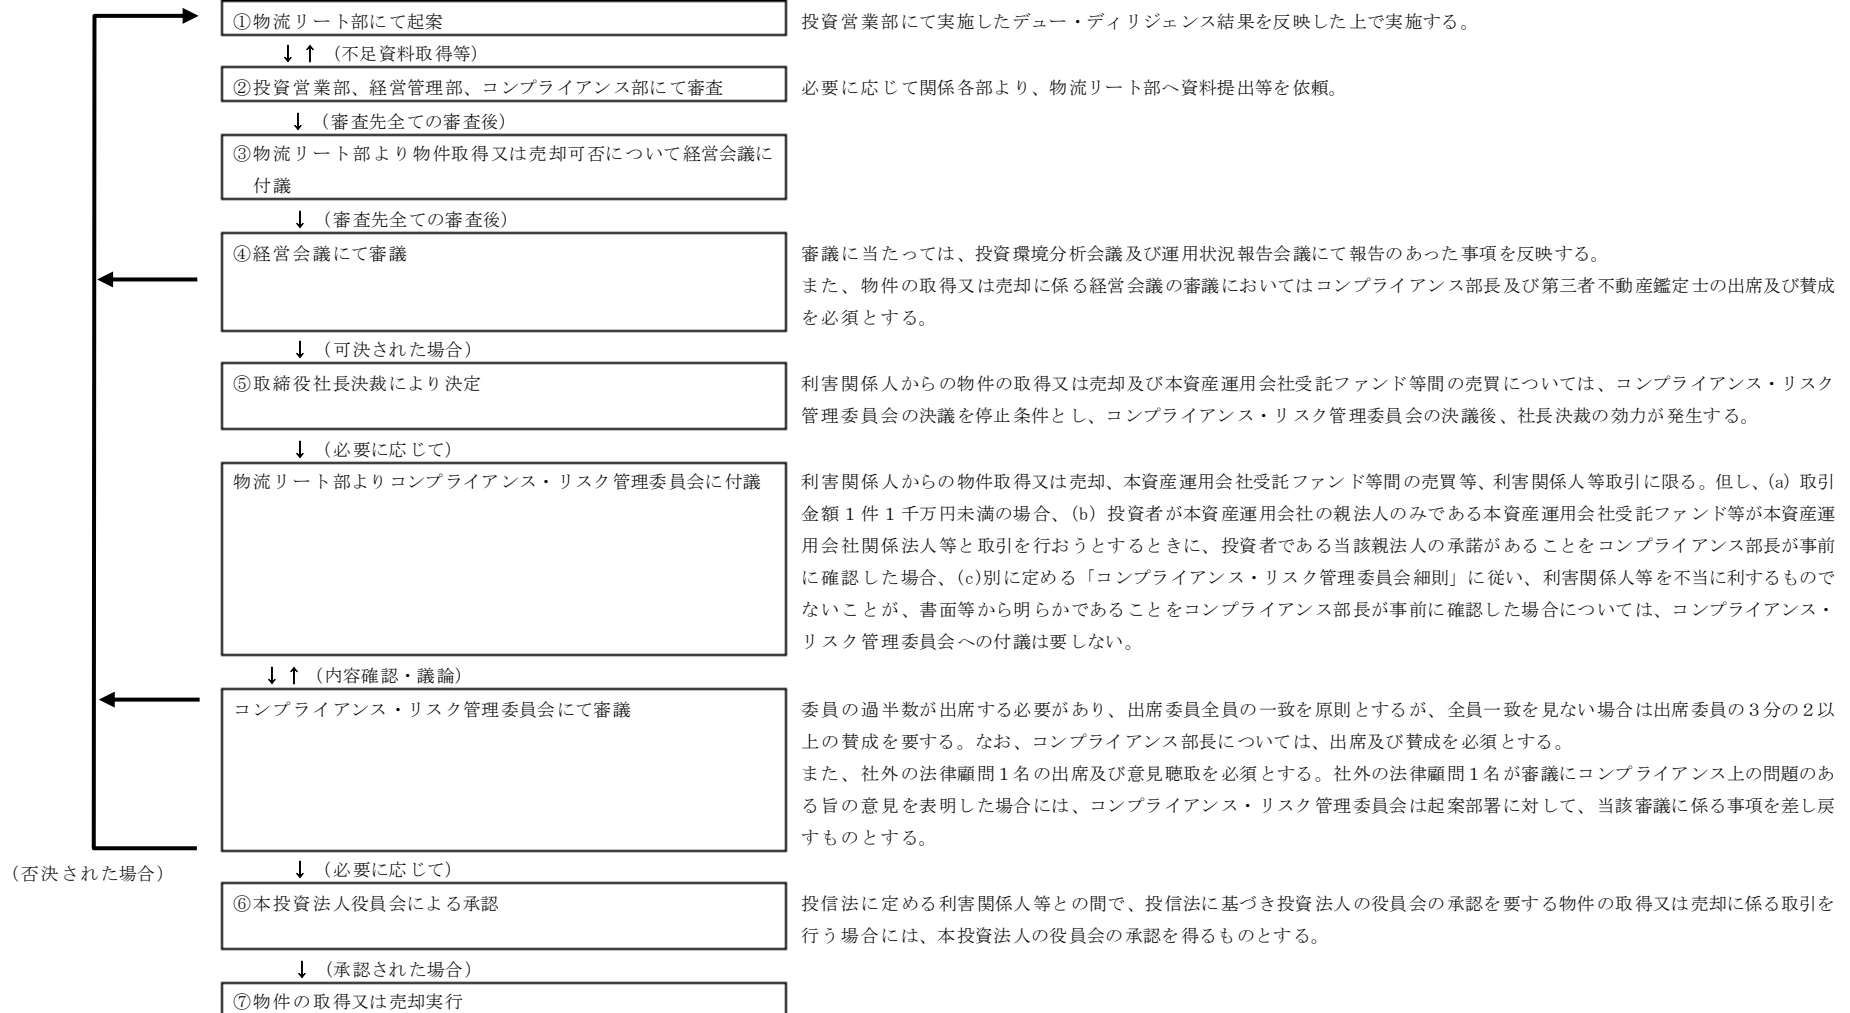 ①物流リート部にて起案
投資営業部にて実施したデュー・ディリジェンス結果を反映した上で実施する。
↓↑（不足資料取得等）
②投資営業部、経営管理部、コンプライアンス部にて審査
必要に応じて関係各部より、物流リート部へ資料提出等を依頼。
↓（審査先全ての審査後）
③物流リート部より物件取得又は売却可否について経営会議に
付議
↓（審査先全ての審査後）
④経営会議にて審議
審議に当たっては、投資環境分析会議及び運用状況報告会議にて報告のあった事項を反映する。
また、物件の取得又は売却に係る経営会議の審議においてはコンプライアンス部長及び第三者不動産鑑定士の出席及び賛成
を必須とする。
↓（可決された場合）
⑤取締役社長決裁により決定
利害関係人からの物件の取得又は売却及び本資産運用会社受託ファンド等間の売買については、コンプライアンス・リスク
管理委員会の決議を停止条件とし、コンプライアンス・リスク管理委員会の決議後、社長決裁の効力が発生する。
↓（必要に応じて）
物流リート部よりコンプライアンス・リスク管理委員会に付議
利害関係人からの物件取得又は売却、本資産運用会社受託ファンド等間の売買等、利害関係人等取引に限る。但し、(a) 取引
金額１件１千万円未満の場合、(b) 投資者が本資産運用会社の親法人のみである本資産運用会社受託ファンド等が本資産運
用会社関係法人等と取引を行おうとするときに、投資者である当該親法人の承諾があることをコンプライアンス部長が事前
に確認した場合、(c)別に定める「コンプライアンス・リスク管理委員会細則」に従い、利害関係人等を不当に利するもので
ないことが、書面等から明らかであることをコンプライアンス部長が事前に確認した場合については、コンプライアンス・
リスク管理委員会への付議は要しない。
↓↑（内容確認・議論）
コンプライアンス・リスク管理委員会にて審議
委員の過半数が出席する必要があり、出席委員全員の一致を原則とするが、全員一致を見ない場合は出席委員の３分の２以
上の賛成を要する。なお、コンプライアンス部長については、出席及び賛成を必須とする。
また、社外の法律顧問１名の出席及び意見聴取を必須とする。社外の法律顧問１名が審議にコンプライアンス上の問題のあ
る旨の意見を表明した場合には、コンプライアンス・リスク管理委員会は起案部署に対して、当該審議に係る事項を差し戻
すものとする。
（否決された場合）
↓（必要に応じて）
⑥本投資法人役員会による承認
投信法に定める利害関係人等との間で、投信法に基づき投資法人の役員会の承認を要する物件の取得又は売却に係る取引を
行う場合には、本投資法人の役員会の承認を得るものとする。
↓（承認された場合）
⑦物件の取得又は売却実行